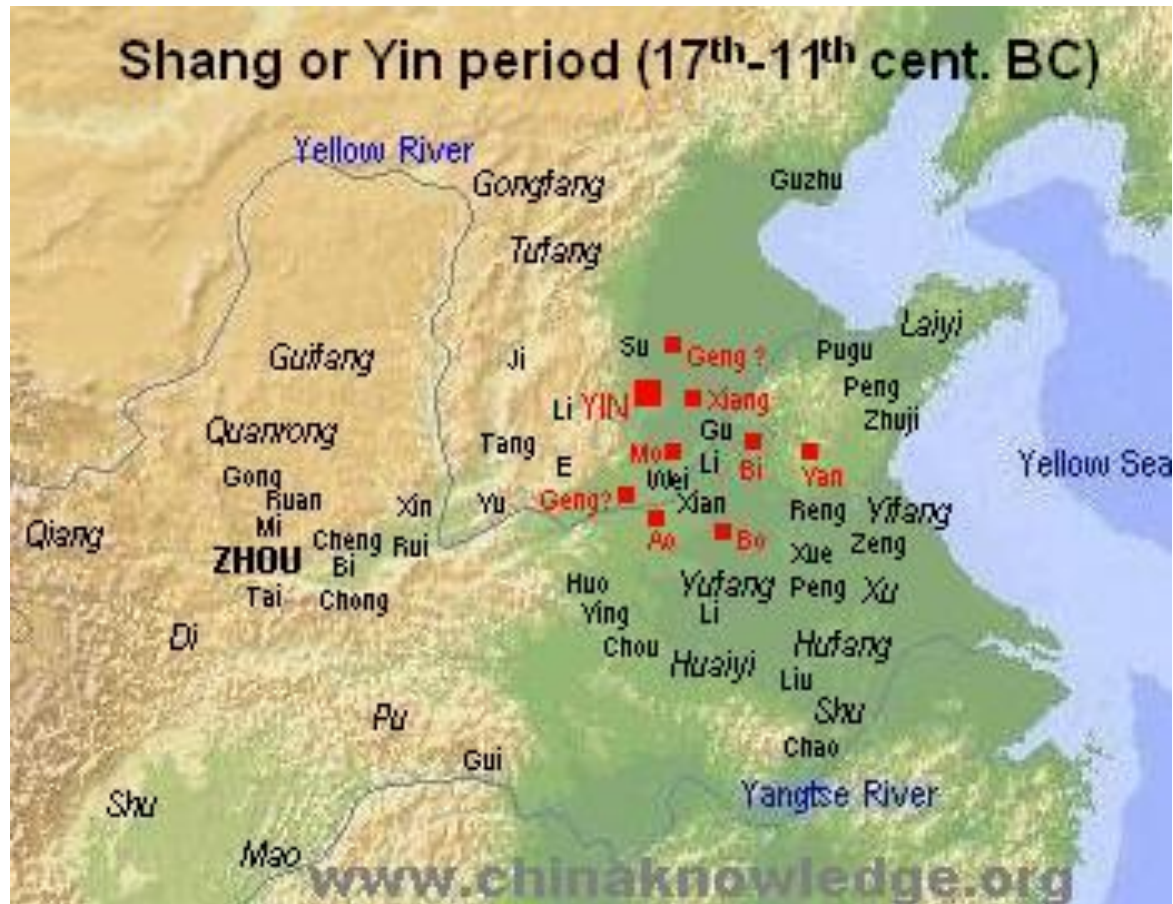 Shang or Yin period (17th-11th cent. BC)
Yellow River
Gongfang
Guzhu
Tufang
Laiyi
Su
Geng ?
Pugu
Guifang
Ji
Peng
Li
YIN
Xiang
Zhuji
Quanrong
Tang
Gu
Mo
Li
Bi
Yan
Yellow Sea
E
Gong
Wei
Ruan
Xin
Yu
Geng?
Xian
Reng
Yifang
Qiang
Mi
Cheng
Rui
Ao
Bo
Xue
Zeng
ZHOU
Bi
Tai
Chong
Huo
Yufang
Peng
Xu
Ying
Li
Di
Chou
Huaiyi
Hufang
Liu
Pu
Shu
Gui
Chao
Shu
Yangtse River
Mao
www.chinaknowledge.org